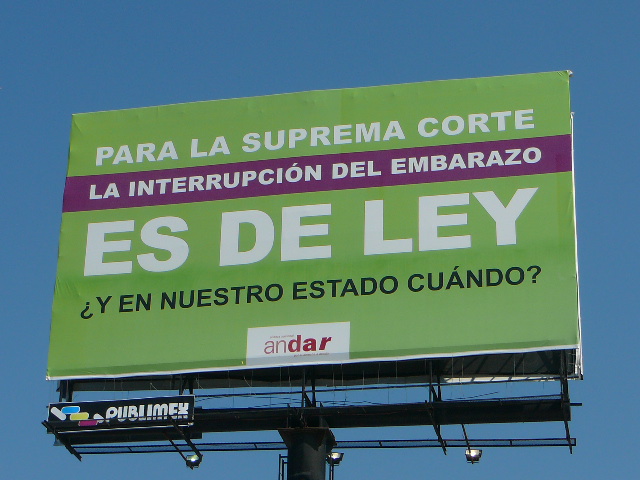 PARA LA SUPREMA CORTE
LA INTERRUPCIÓN DEL EMBARAZO
ES DE LEY
¿Y EN NUESTRO ESTADO CUÁNDO?
andar
PUBLIMEX